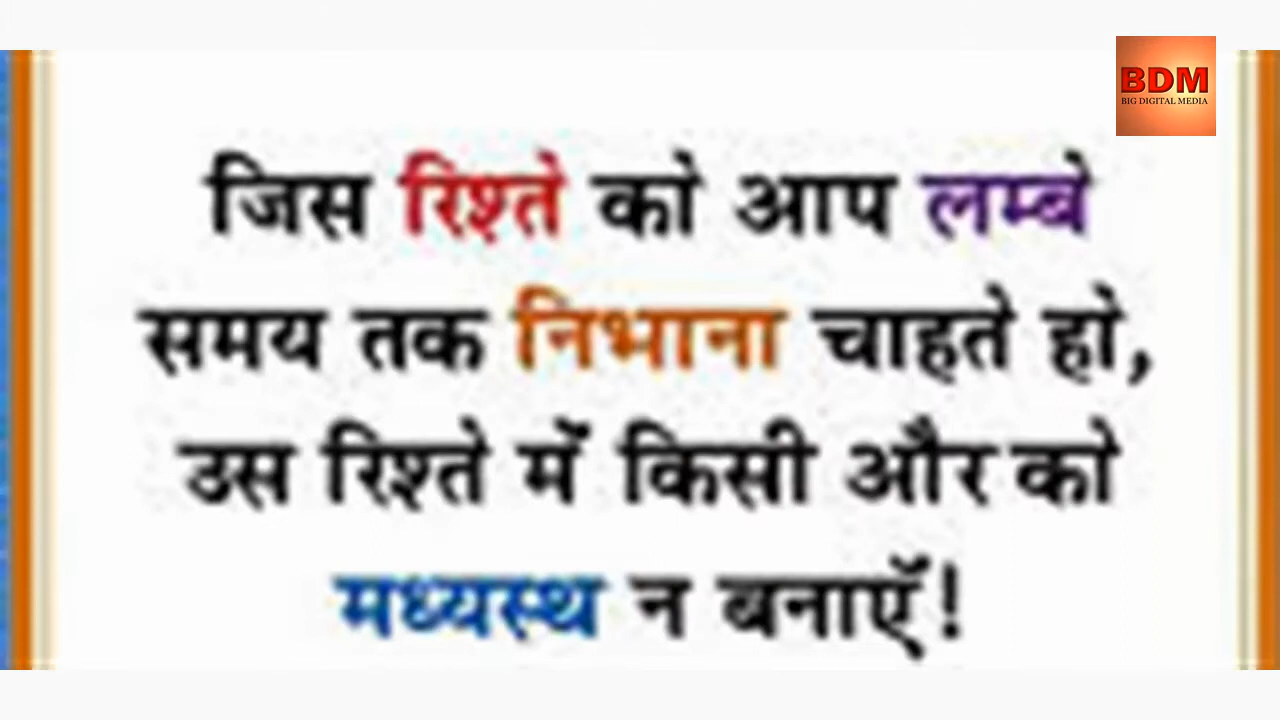 BDM
BIG DIGITAL MEDIA
जिस रिश्ते को आप लम्बे
समय तक निभाना चाहते हो,
उस रिश्ते में किसी और को
मध्यस्थ न बनाएँ!